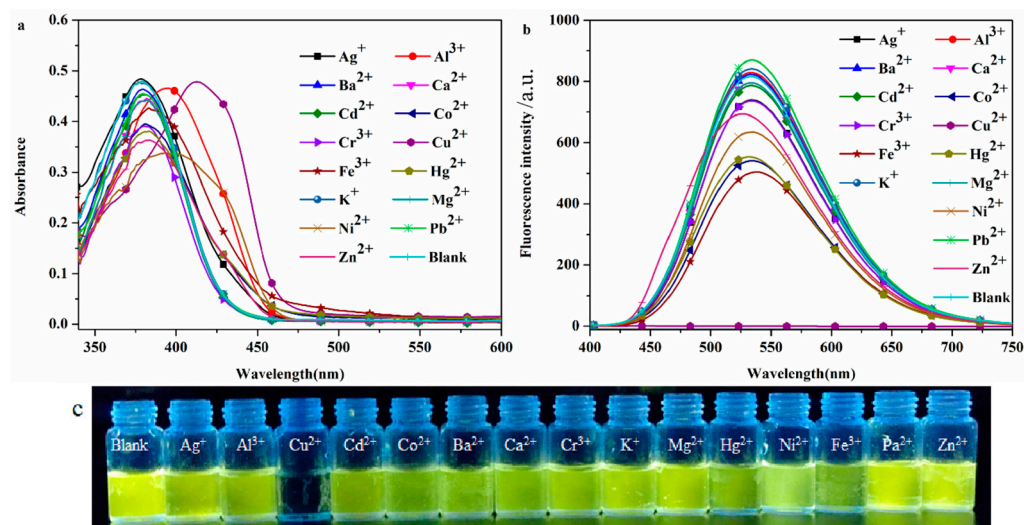 a
0.6
0.5
0.4
0.3
0.2
0.1
0.0
Absorbance
350 400 450 500 550 600
Wavelength(nm)
Ag⁺ Al³⁺
Ba²⁺ Ca²⁺
Cd²⁺ Co²⁺
Cr³⁺ Cu²⁺
Fe³⁺ Hg²⁺
K⁺ Mg²⁺
Ni²⁺ Pb²⁺
Zn²⁺ Blank
b
1000
800
600
400
200
0
Fluorescence intensity /a.u.
400 450 500 550 600 650 700 750
Wavelength(nm)
Ag⁺ Al³⁺
Ba²⁺ Ca²⁺
Cd²⁺ Co²⁺
Cr³⁺ Cu²⁺
Fe³⁺ Hg²⁺
K⁺ Mg²⁺
Ni²⁺
Pb²⁺
Zn²⁺
Blank
c
Blank Ag⁺ Al³⁺ Cu²⁺ Cd²⁺ Co²⁺ Ba²⁺ Ca²⁺ Cr³⁺ K⁺ Mg²⁺ Hg²⁺ Ni²⁺ Fe³⁺ Pa²⁺ Zn²⁺